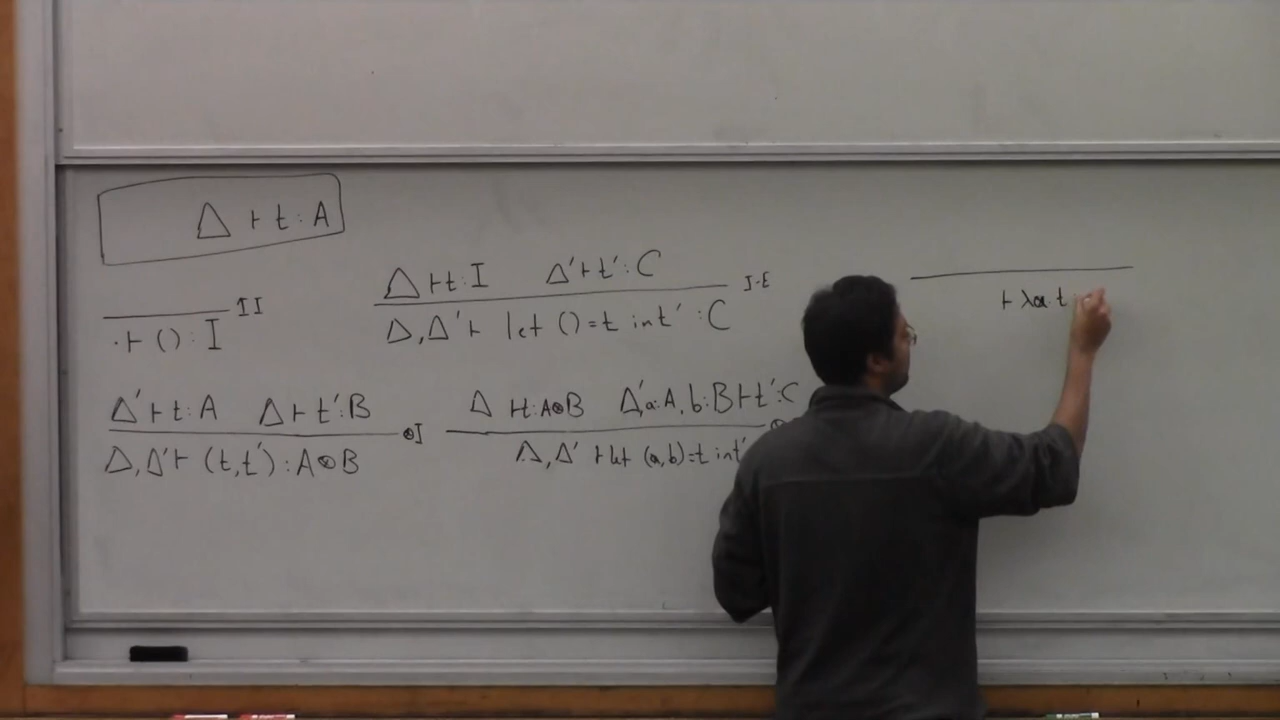 Δ ⊢ t : A
II
· ⊢ () : I
Δ ⊢ t : I Δ' ⊢ t' : C
I-E
Δ, Δ' ⊢ let () = t in t' : C
Δ' ⊢ t : A Δ ⊢ t' : B
⊗I
Δ, Δ' ⊢ (t, t') : A ⊗ B
Δ ⊢ t : A⊗B Δ', a : A, b : B ⊢ t' : C
Δ, Δ' ⊢ let (a, b) = t in t'
⊢ λa. t